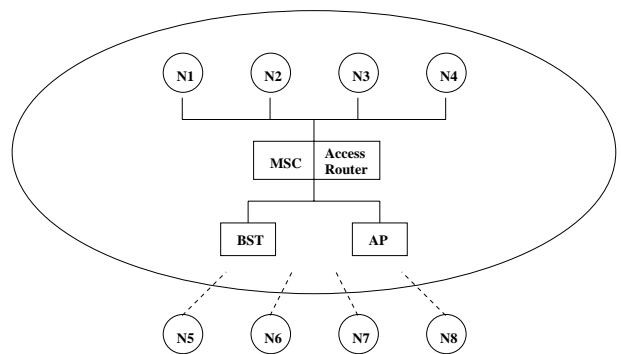 N1 N2 N3 N4
MSC Access
Router
BST AP
N5 N6 N7 N8